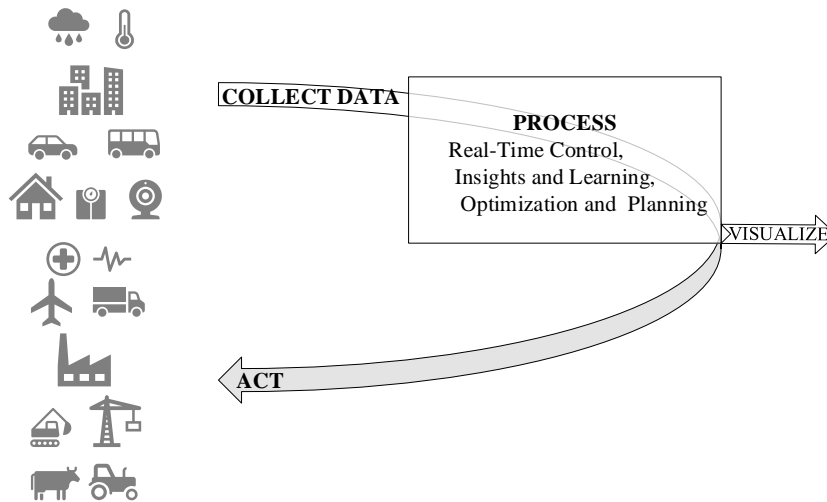 COLLECT DATA
PROCESS
Real-Time Control,
Insights and Learning,
Optimization and Planning
VISUALIZE
ACT